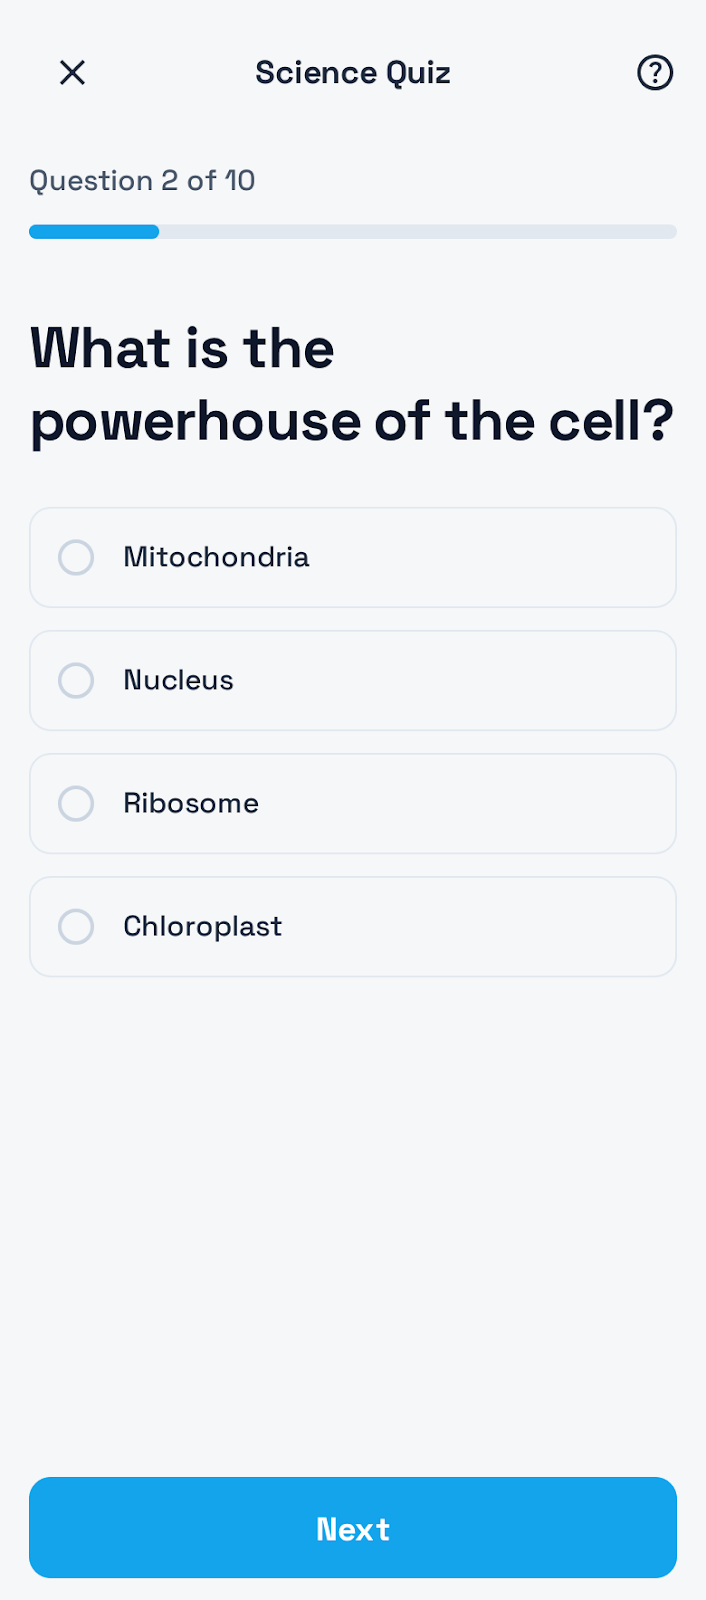 Science Quiz
Question 2 of 10
What is the
powerhouse of the cell?
Mitochondria
Nucleus
Ribosome
Chloroplast
Next